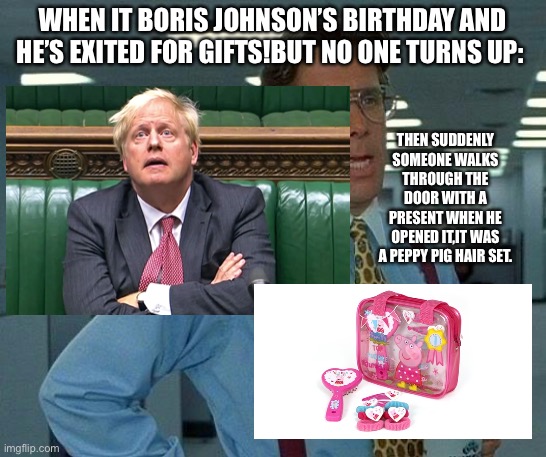 WHEN IT BORIS JOHNSON'S BIRTHDAY AND
HE'S EXITED FOR GIFTS!BUT NO ONE TURNS UP:
THEN SUDDENLY
SOMEONE WALKS
THROUGH THE
DOOR WITH A
PRESENT WHEN HE
OPENED IT,IT WAS
A PEPPY PIG HAIR SET.
imgflip.com